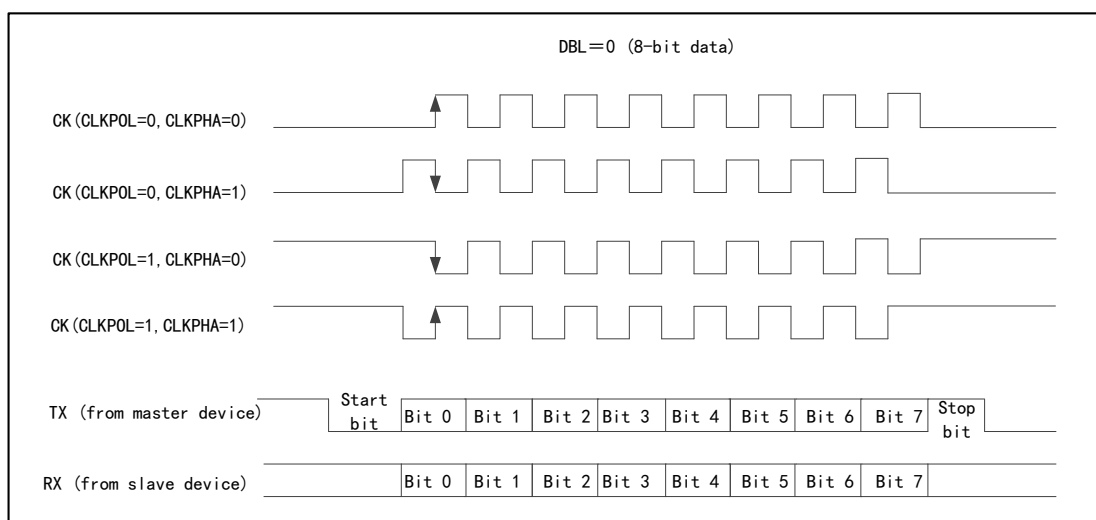 DBL＝0 (8-bit data)
CK(CLKPOL=0, CLKPHA=0)
CK(CLKPOL=0, CLKPHA=1)
CK(CLKPOL=1, CLKPHA=0)
CK(CLKPOL=1, CLKPHA=1)
TX (from master device) Start bit Bit 0 Bit 1 Bit 2 Bit 3 Bit 4 Bit 5 Bit 6 Bit 7 Stop bit
RX (from slave device) Bit 0 Bit 1 Bit 2 Bit 3 Bit 4 Bit 5 Bit 6 Bit 7